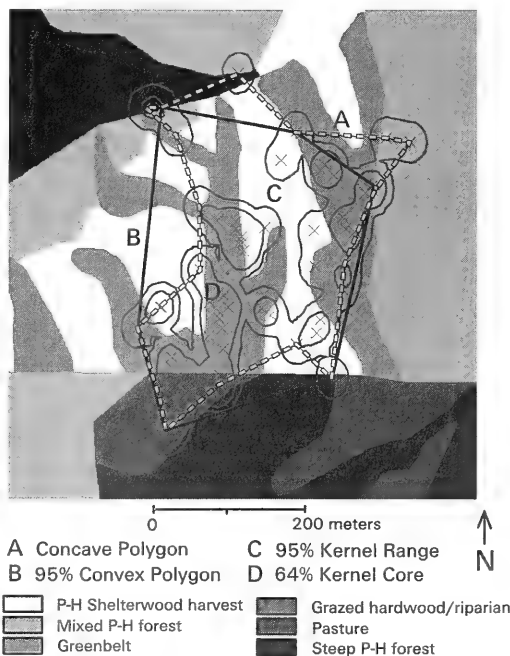 A
C
B
D
0 200 meters
A Concave Polygon C 95% Kernel Range
B 95% Convex Polygon D 64% Kernel Core
N
P-H Shelterwood harvest Grazed hardwood/riparian
Mixed P-H forest Pasture
Greenbelt Steep P-H forest